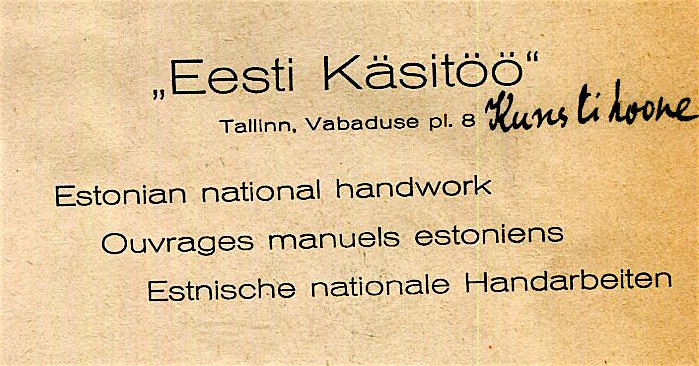 „Eesti Käsitöö“
Tallinn, Vabaduse pl. 8 Kunstihoone
Estonian national handwork
Ouvrages manuels estoniens
Estnische nationale Handarbeiten